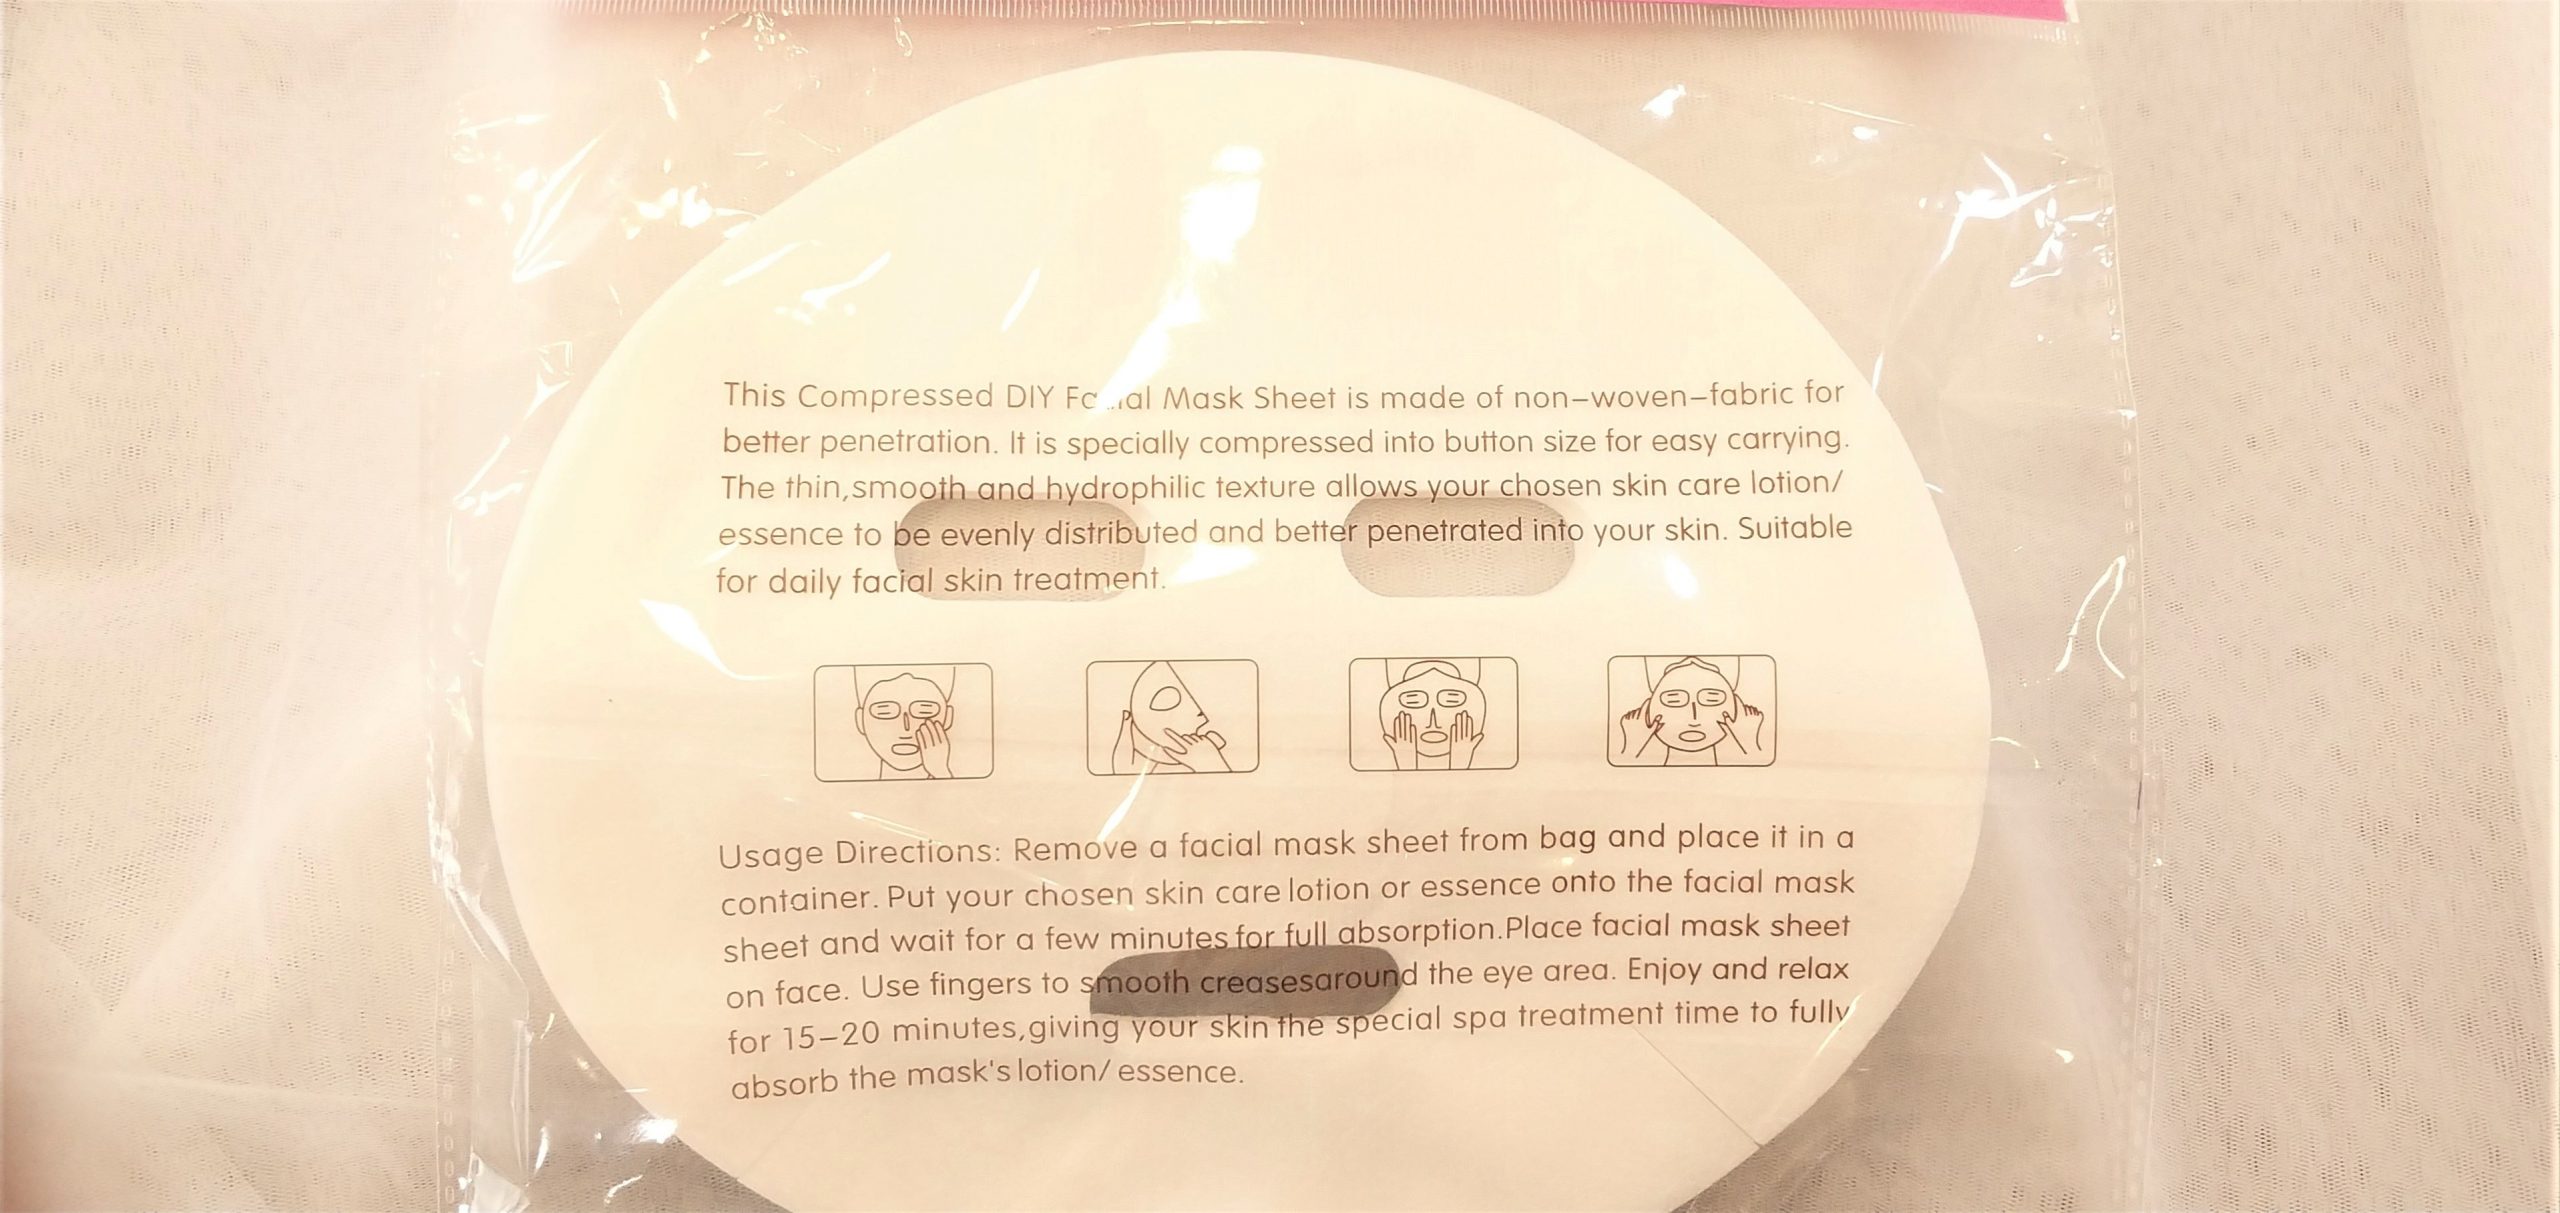 This Compressed DIY Facial Mask Sheet is made of non-woven-fabric for
better penetration. It is specially compressed into button size for easy carrying.
The thin,smooth and hydrophilic texture allows your chosen skin care lotion/
essence to be evenly distributed and better penetrated into your skin. Suitable
for daily facial skin treatment.
Usage Directions: Remove a facial mask sheet from bag and place it in a
container. Put your chosen skin care lotion or essence onto the facial mask
sheet and wait for a few minutes for full absorption.Place facial mask sheet
on face. Use fingers to smooth creasesaround the eye area. Enjoy and relax
for 15-20 minutes,giving your skin the special spa treatment time to fully
absorb the mask's lotion/ essence.